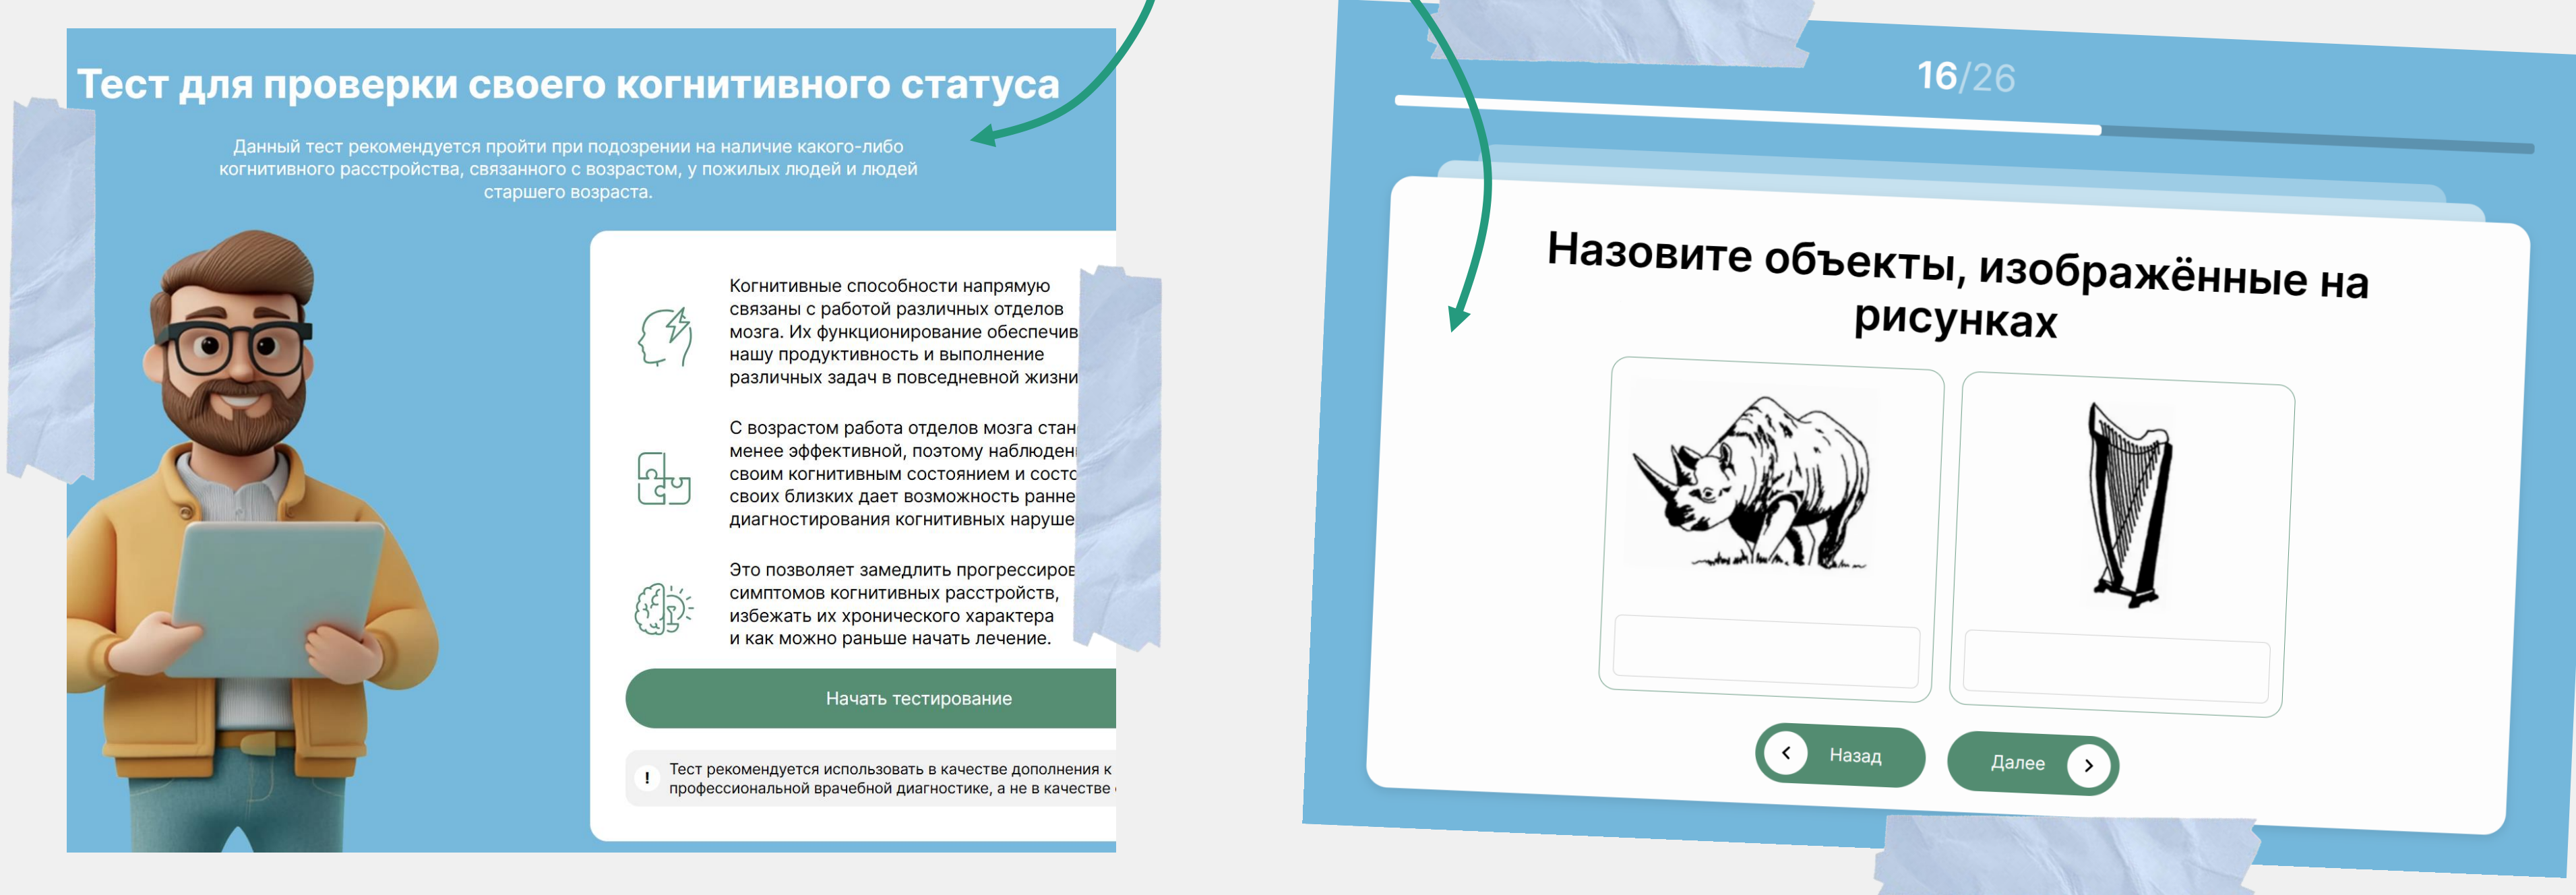 Тест для проверки своего когнитивного статуса
Данный тест рекомендуется пройти при подозрении на наличие какого-либо
когнитивного расстройства, связанного с возрастом, у пожилых людей и людей
старшего возраста.
Когнитивные способности напрямую
связаны с работой различных отделов
мозга. Их функционирование обеспечив
нашу продуктивность и выполнение
различных задач в повседневной жизни
С возрастом работа отделов мозга стан
менее эффективной, поэтому наблюден
своим когнитивным состоянием и сост
своих близких дает возможность ранне
диагностирования когнитивных наруше
Это позволяет замедлить прогрессиров
симптомов когнитивных расстройств,
избежать их хронического характера
и как можно раньше начать лечение.
Начать тестирование
! Тест рекомендуется использовать в качестве дополнения к
профессиональной врачебной диагностике, а не в качестве
16/26
Назовите объекты, изображённые на
рисунках
Назад
Далее